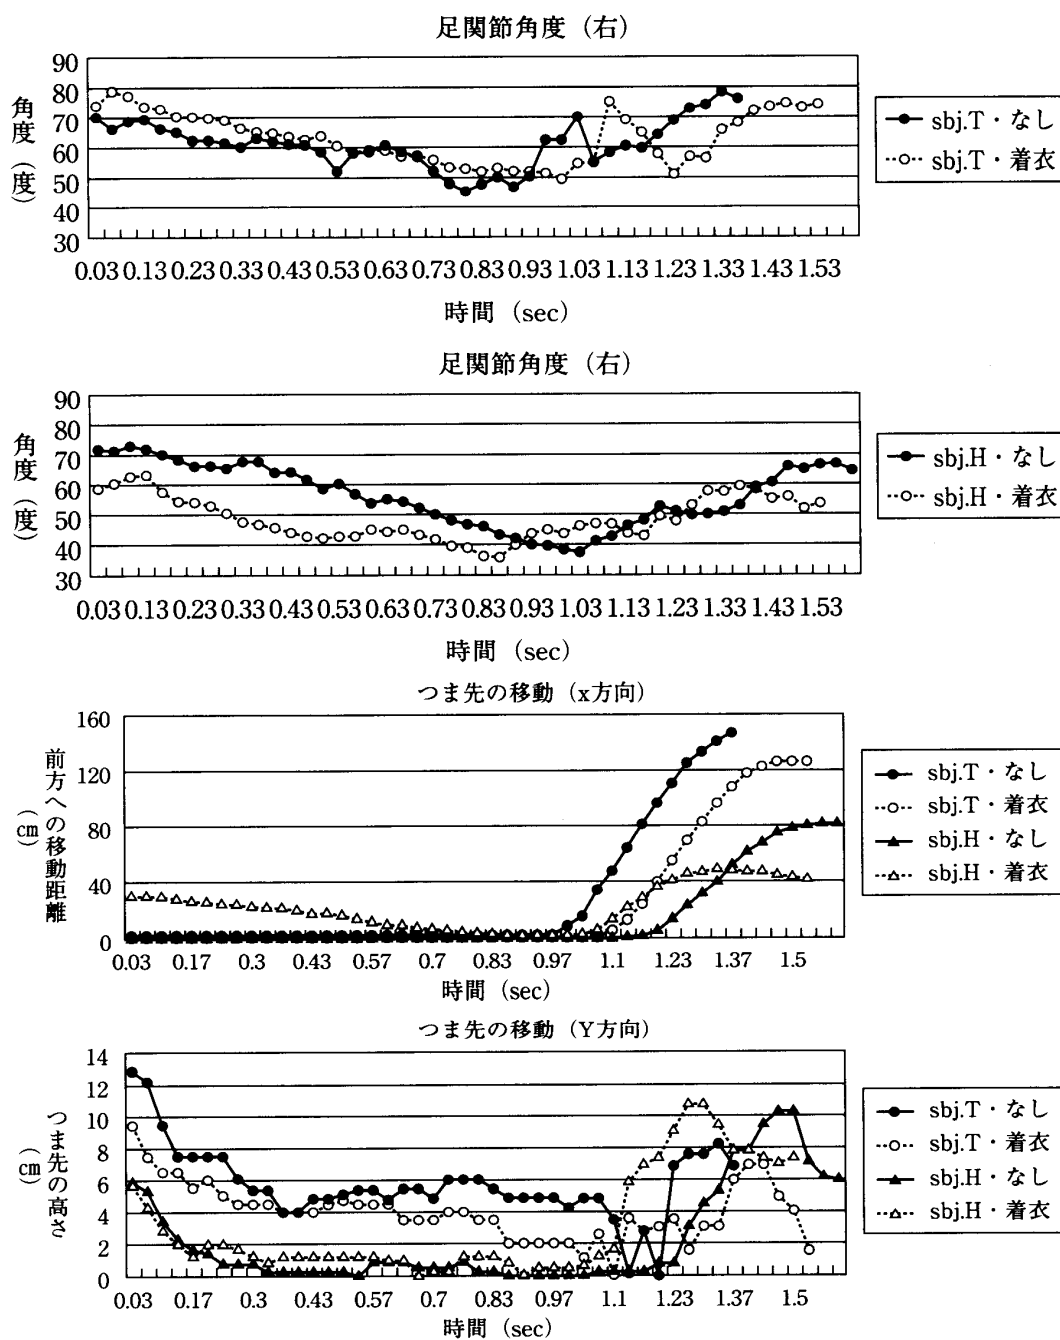 足関節角度（右）
90
80
70
60
50
40
30
角度（度）
0.03 0.13 0.23 0.33 0.43 0.53 0.63 0.73 0.83 0.93 1.03 1.13 1.23 1.33 1.43 1.53
時間（sec）
sbj.T・なし
sbj.T・着衣
足関節角度（右）
90
80
70
60
50
40
30
角度（度）
0.03 0.13 0.23 0.33 0.43 0.53 0.63 0.73 0.83 0.93 1.03 1.13 1.23 1.33 1.43 1.53
時間（sec）
sbj.H・なし
sbj.H・着衣
つま先の移動（x方向）
160
120
80
40
0
前方への移動距離（cm）
0.03 0.17 0.3 0.43 0.57 0.7 0.83 0.97 1.1 1.23 1.37 1.5
時間（sec）
sbj.T・なし
sbj.T・着衣
sbj.H・なし
sbj.H・着衣
つま先の移動（Y方向）
14
12
10
8
6
4
2
0
つま先の高さ（cm）
0.03 0.17 0.3 0.43 0.57 0.7 0.83 0.97 1.1 1.23 1.37 1.5
時間（sec）
sbj.T・なし
sbj.T・着衣
sbj.H・なし
sbj.H・着衣